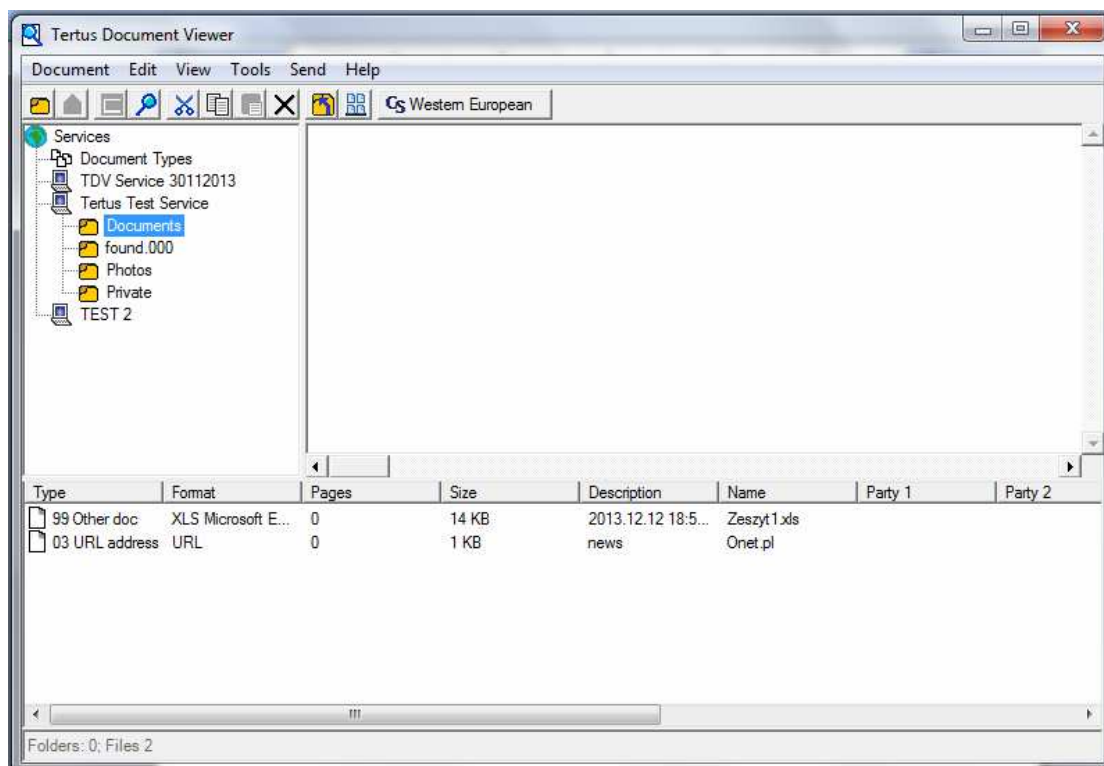 Tertus Document Viewer
Document Edit View Tools Send Help
Cs Western European
Services
Document Types
TDV Service 30112013
Tertus Test Service
Documents
found.000
Photos
Private
TEST 2
Type Format Pages Size Description Name Party 1 Party 2
99 Other doc XLS Microsoft E... 0 14 KB 2013.12.12 18:5... Zeszyt1.xls
03 URL address URL 0 1 KB news Onet.pl
Folders: 0; Files 2